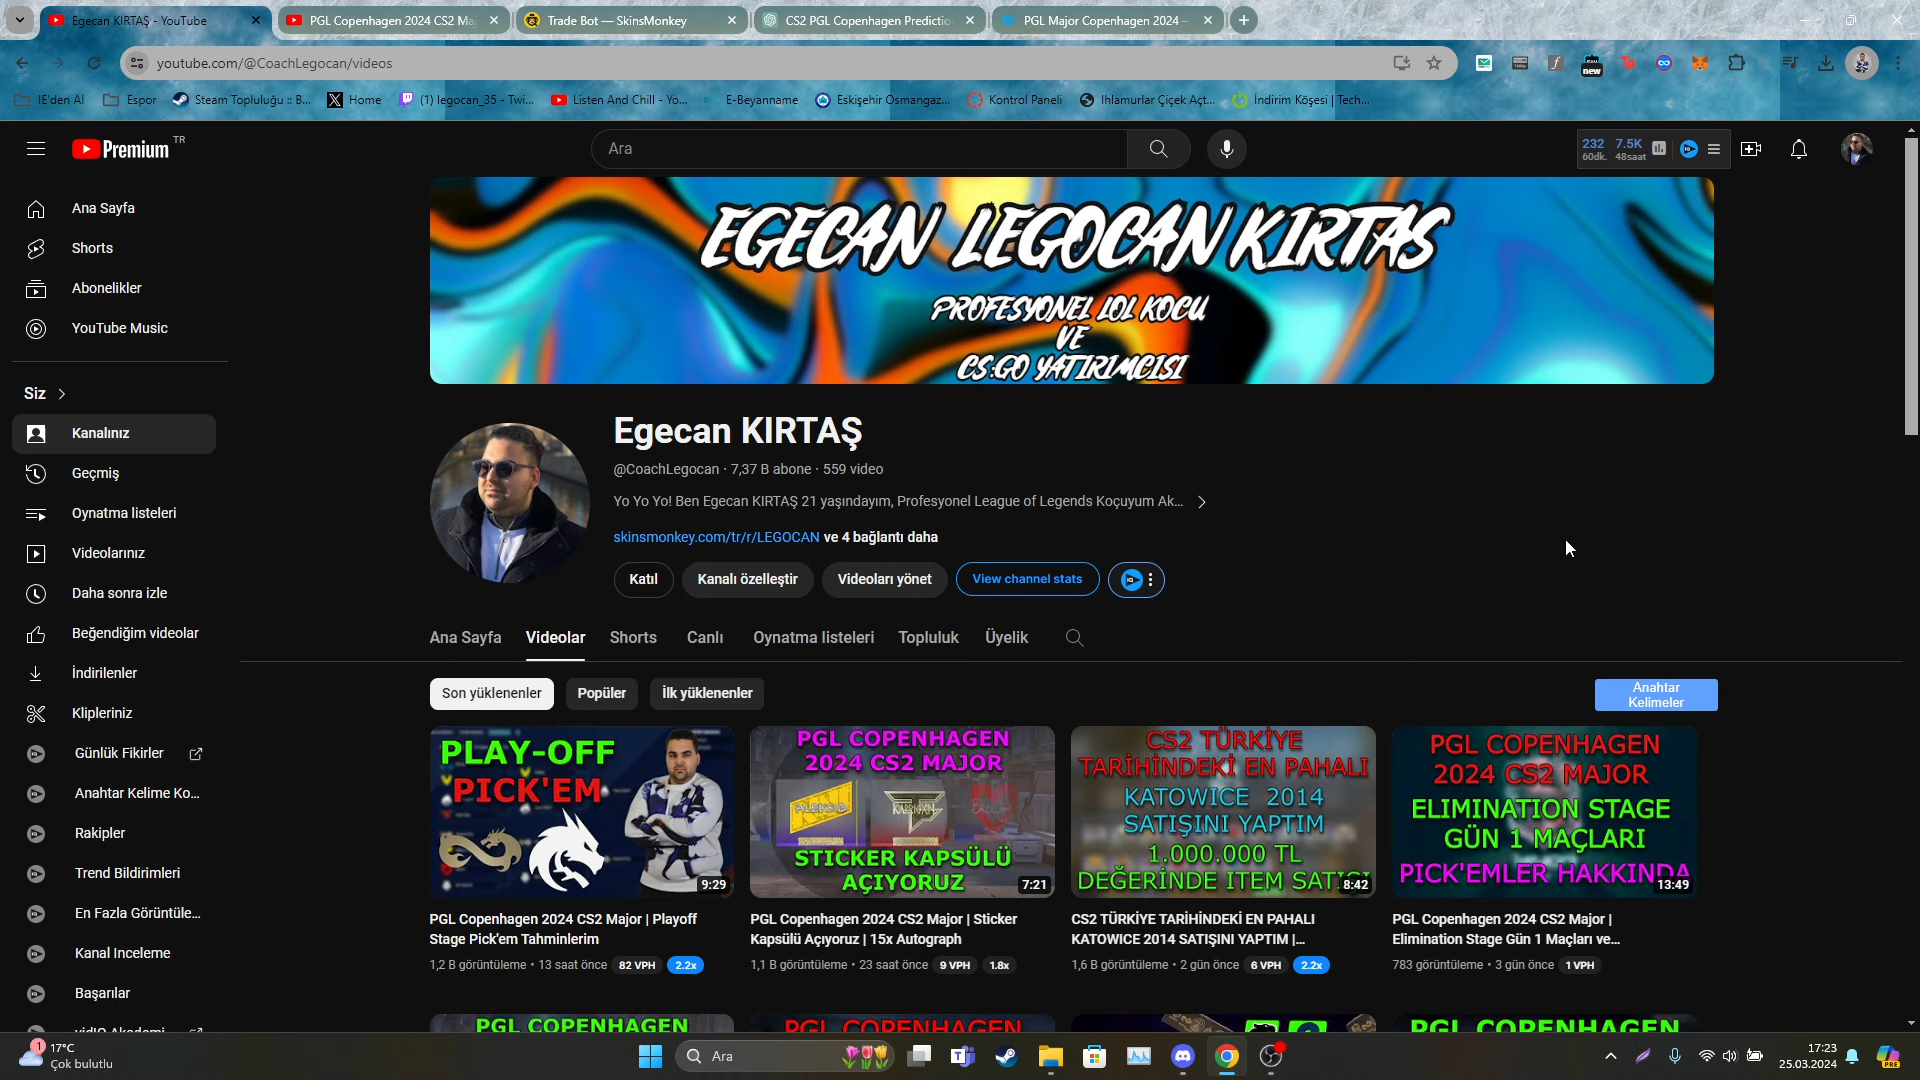 Egecan KIRTAŞ - YouTube
PGL Copenhagen 2024 CS2 Ma
Trade Bot — SkinsMonkey
CS2 PGL Copenhagen Predictio
PGL Major Copenhagen 2024 –
youtube.com/@CoachLegocan/videos
new
IE'den Al
Espor
Steam Topluluğu :: B...
Home
(1) legocan_35 - Twi...
Listen And Chill - Yo...
E-Beyanname
Eskişehir Osmangaz...
Kontrol Paneli
Ihlamurlar Çiçek Açt...
İndirim Köşesi | Tech...
Premium TR
Ara
232 7.5K
60dk. 48saat
Ana Sayfa
Shorts
Abonelikler
YouTube Music
Siz
Kanalınız
Geçmiş
Oynatma listeleri
Videolarınız
Daha sonra izle
Beğendiğim videolar
İndirilenler
Klipleriniz
Günlük Fikirler
Anahtar Kelime Ko...
Rakipler
Trend Bildirimleri
En Fazla Görüntüle...
Kanal İnceleme
Başarılar
vidIQ Akademi
EGECAN LEGOCAN KIRTAS
PROFESYONEL LOL KOCU
VE
CS:GO YATIRIMCISI
Egecan KIRTAŞ
@CoachLegocan · 7,37 B abone · 559 video
Yo Yo Yo! Ben Egecan KIRTAŞ 21 yaşındayım, Profesyonel League of Legends Koçuyum Ak...
skinsmonkey.com/tr/r/LEGOCAN ve 4 bağlantı daha
Katıl
Kanalı özelleştir
Videoları yönet
View channel stats
Ana Sayfa
Videolar
Shorts
Canlı
Oynatma listeleri
Topluluk
Üyelik
Son yüklenenler
Popüler
İlk yüklenenler
Anahtar
Kelimeler
PLAY-OFF
PICK'EM
9:29
PGL Copenhagen 2024 CS2 Major | Playoff
Stage Pick'em Tahminlerim
1,2 B görüntüleme • 13 saat önce 82 VPH 2.2x
PGL COPENHAGEN
2024 CS2 MAJOR
STICKER KAPSÜLÜ
AÇIYORUZ
7:21
PGL Copenhagen 2024 CS2 Major | Sticker
Kapsülü Açıyoruz | 15x Autograph
1,1 B görüntüleme • 23 saat önce 9 VPH 1.8x
CS2 TÜRKİYE
TARİHİNDEKİ EN PAHALI
KATOWICE 2014
SATIŞINI YAPTIM
1.000.000 TL
DEĞERİNDE ITEM SATIŞI
8:42
CS2 TÜRKİYE TARİHİNDEKİ EN PAHALI
KATOWICE 2014 SATIŞINI YAPTIM |...
1,6 B görüntüleme • 2 gün önce 6 VPH 2.2x
PGL COPENHAGEN
2024 CS2 MAJOR
ELIMINATION STAGE
GÜN 1 MAÇLARI
PICK'EMLER HAKKINDA
13:49
PGL Copenhagen 2024 CS2 Major |
Elimination Stage Gün 1 Maçları ve...
783 görüntüleme • 3 gün önce 1 VPH
PGL COPENHAGEN
PGL COPENHAGEN
PGL COPENHAGEN
1
17°C
Çok bulutlu
Ara
17:23
25.03.2024
PRE